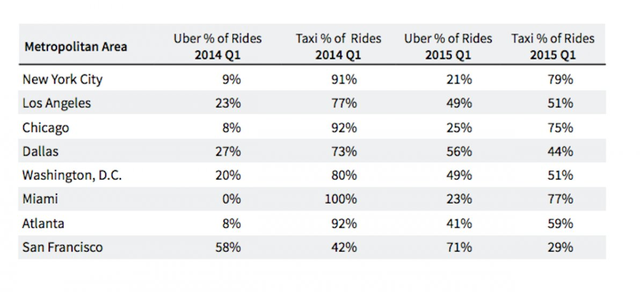 Metropolitan Area Uber % of Rides 2014 Q1 Taxi % of Rides 2014 Q1 Uber % of Rides 2015 Q1 Taxi % of Rides 2015 Q1
New York City 9% 91% 21% 79%
Los Angeles 23% 77% 49% 51%
Chicago 8% 92% 25% 75%
Dallas 27% 73% 56% 44%
Washington, D.C. 20% 80% 49% 51%
Miami 0% 100% 23% 77%
Atlanta 8% 92% 41% 59%
San Francisco 58% 42% 71% 29%